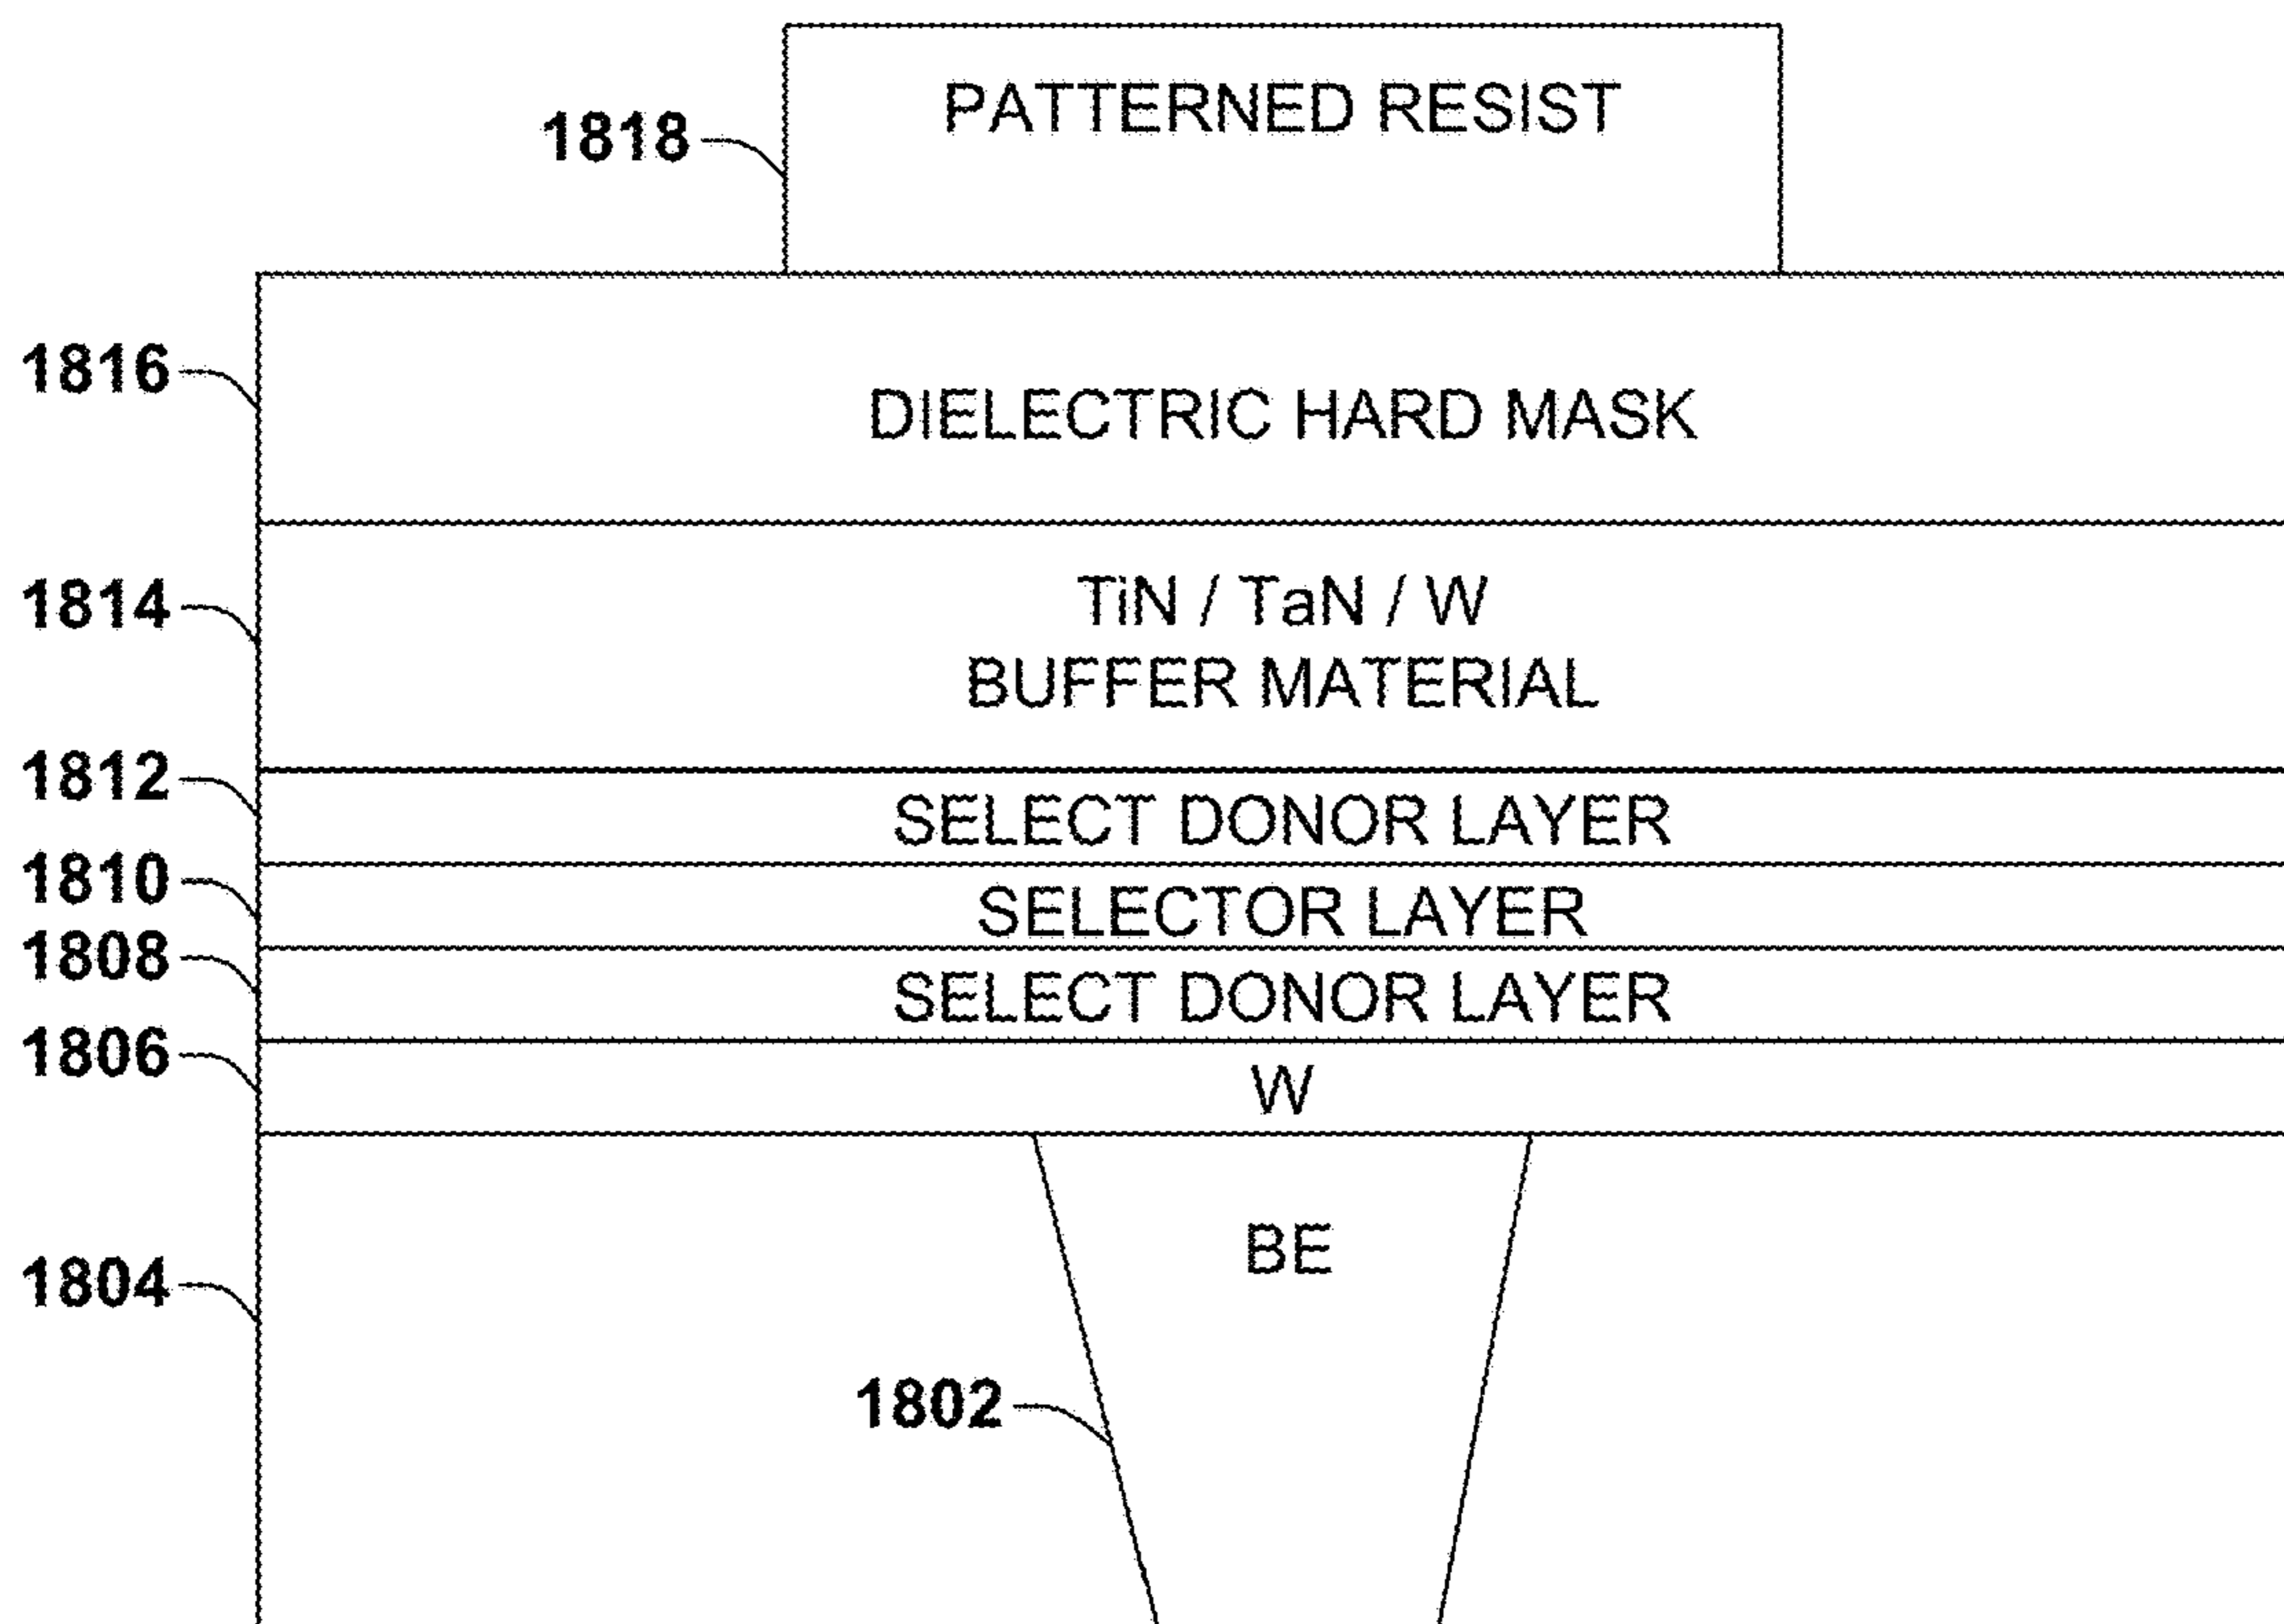 PATTERNED RESIST
1818
1816
DIELECTRIC HARD MASK
1814
TiN / TaN / W
BUFFER MATERIAL
1812
SELECT DONOR LAYER
1810
SELECTOR LAYER
1808
SELECT DONOR LAYER
1806
W
BE
1804
1802